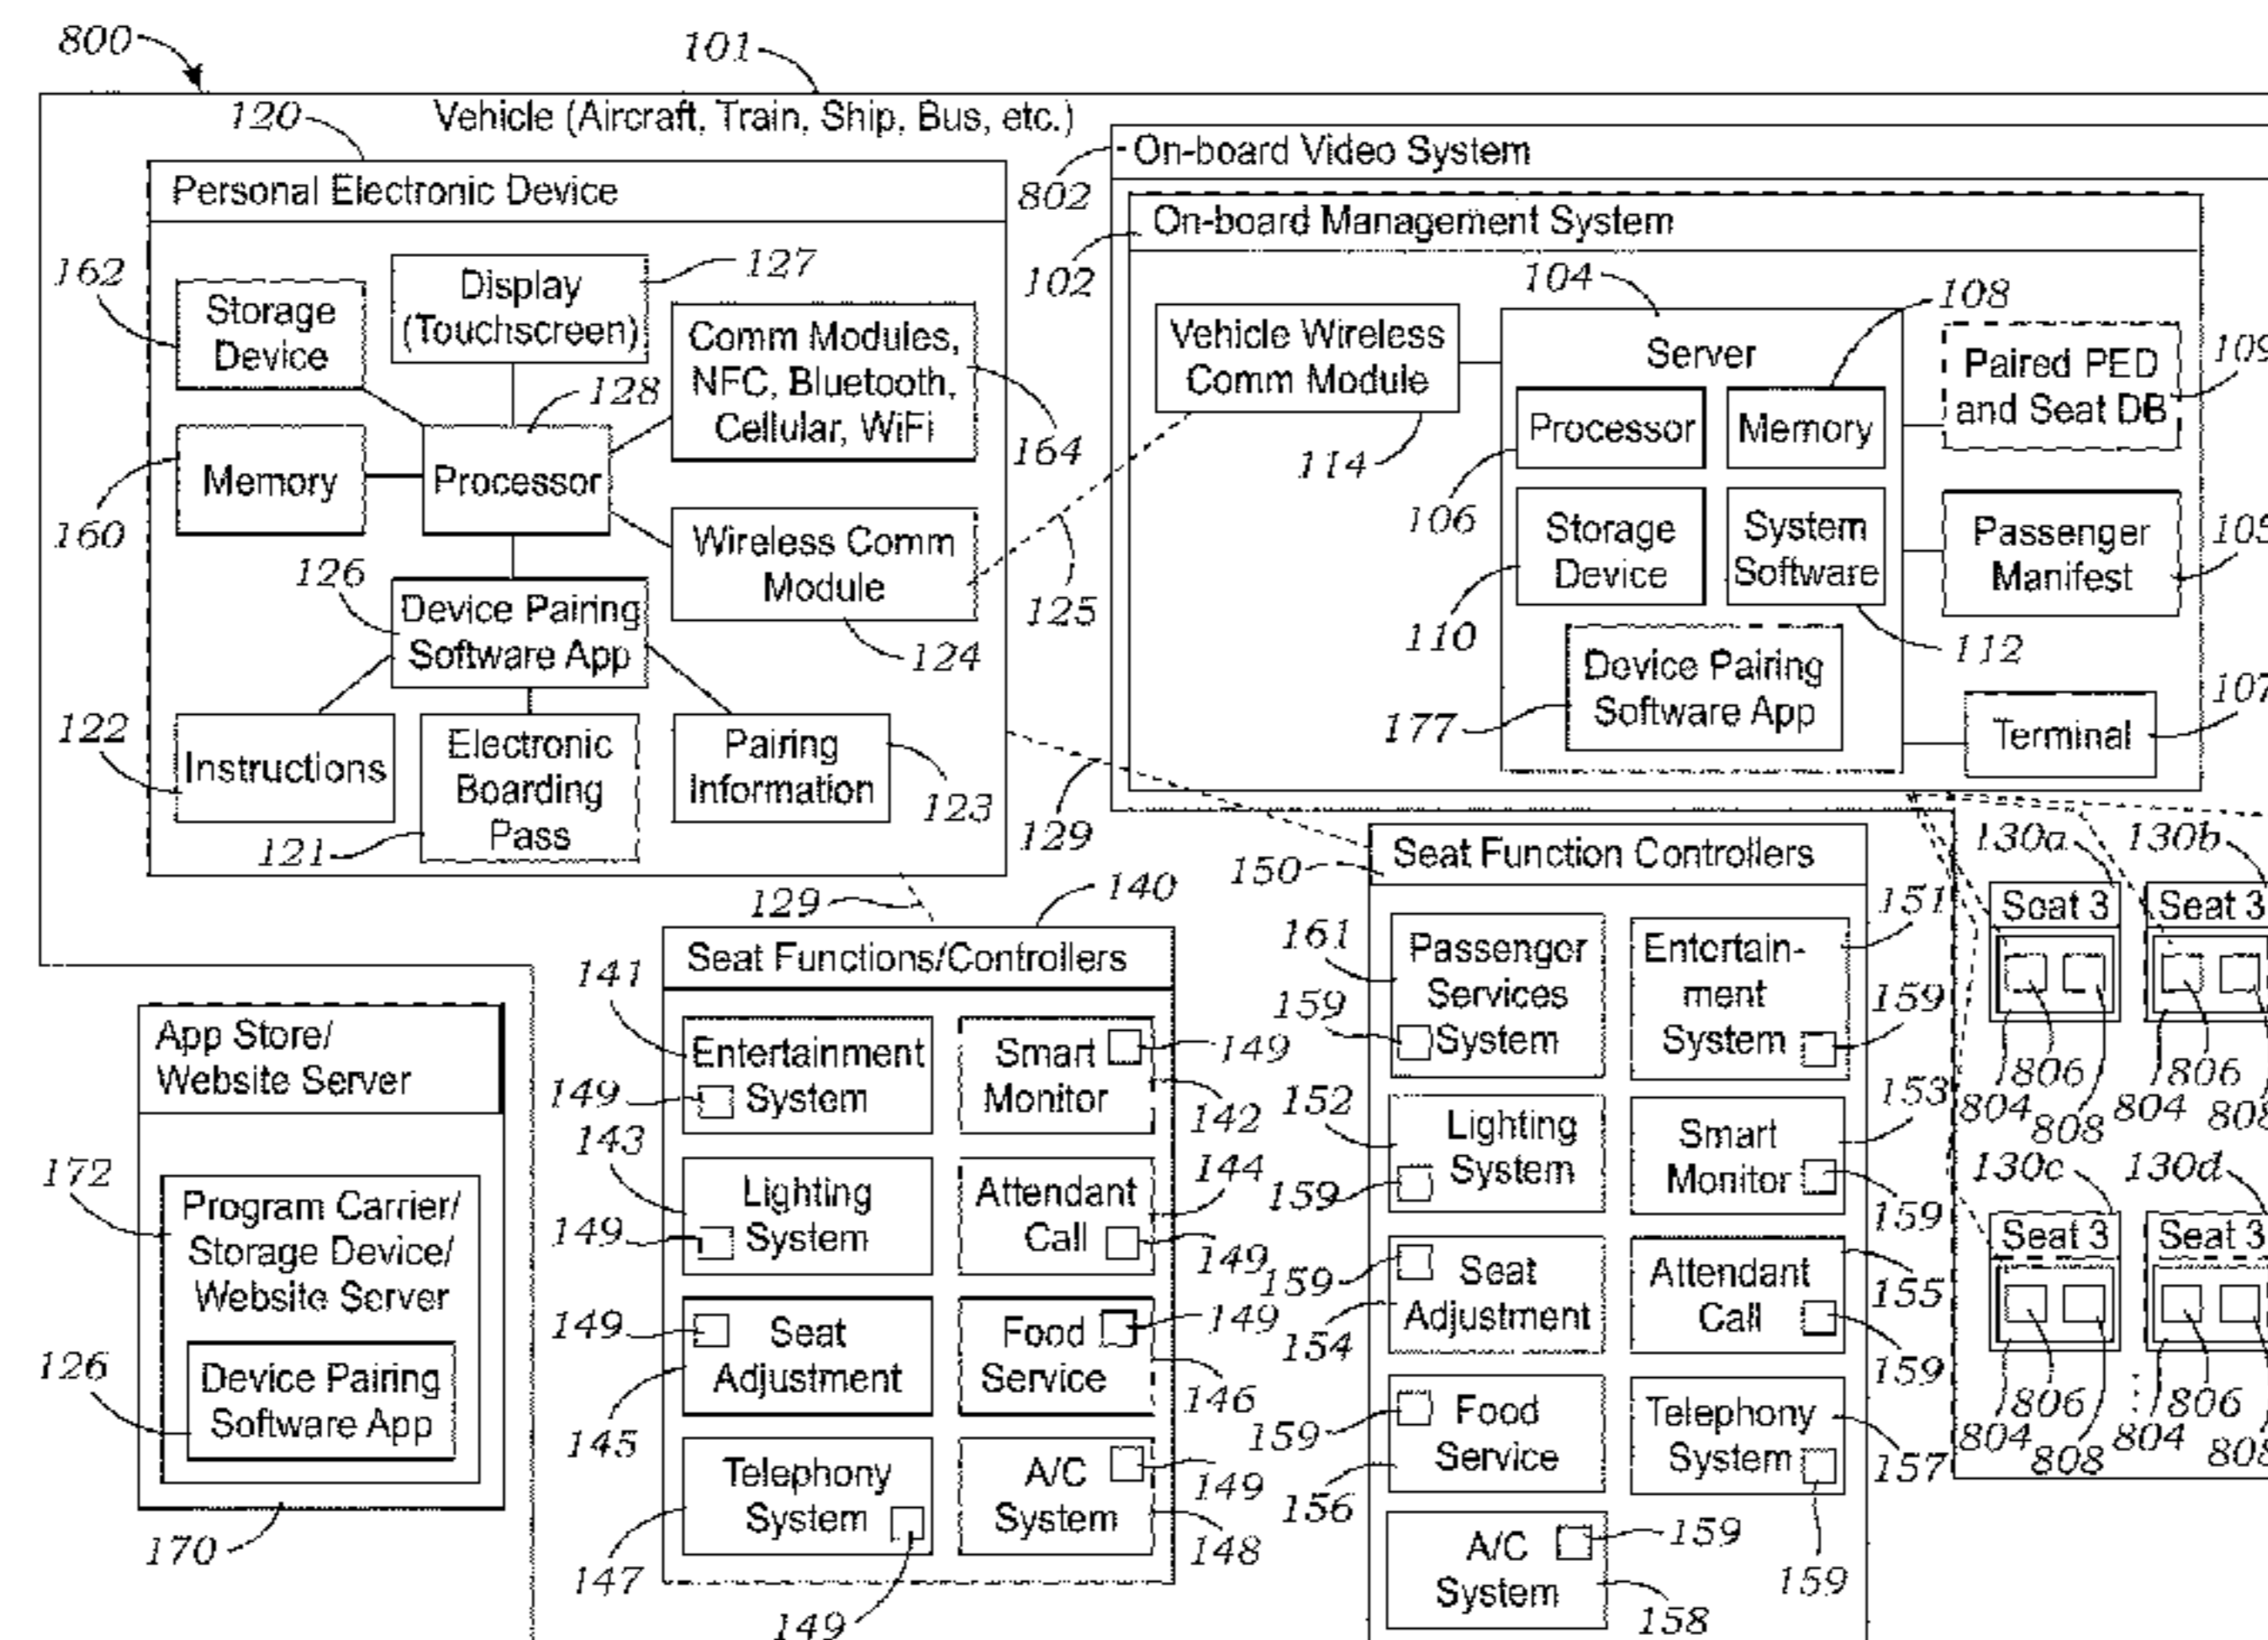 800
101
120
Vehicle (Aircraft, Train, Ship, Bus, etc.)
Personal Electronic Device
162
Storage
Device
Display
(Touchscreen)
127
Comm Modules,
NFC, Bluetooth,
Cellular, WiFi
164
128
Processor
Memory
160
Wireless Comm
Module
124
125
126
Device Pairing
Software App
122
Instructions
Electronic
Boarding
Pass
121
Pairing
Information
123
129
129
802
On-board Video System
On-board Management System
102
Vehicle Wireless
Comm Module
114
104
Server
108
Processor
106
Memory
Storage
Device
110
System
Software
112
Device Pairing
Software App
177
Paired PED
and Seat DB
109
Passenger
Manifest
105
Terminal
107
App Store/
Website Server
172
Program Carrier/
Storage Device/
Website Server
126
Device Pairing
Software App
170
140
Seat Functions/Controllers
141
Entertainment
System
149
Smart
Monitor
149
142
143
Lighting
System
149
Attendant
Call
144
149
149
Seat
Adjustment
145
Food
Service
149
146
Telephony
System
147
149
A/C
System
149
148
150
Seat Function Controllers
161
Passenger
Services
System
159
151
Entertain-
ment
System
159
152
Lighting
System
159
153
Smart
Monitor
159
159
Seat
Adjustment
154
Attendant
Call
155
159
159
Food
Service
156
Telephony
System
157
159
A/C
System
159
158
130a
Seat 3
804
806
808
130b
Seat 3
804
806
808
130c
Seat 3
804
806
808
130d
Seat 3
804
806
808